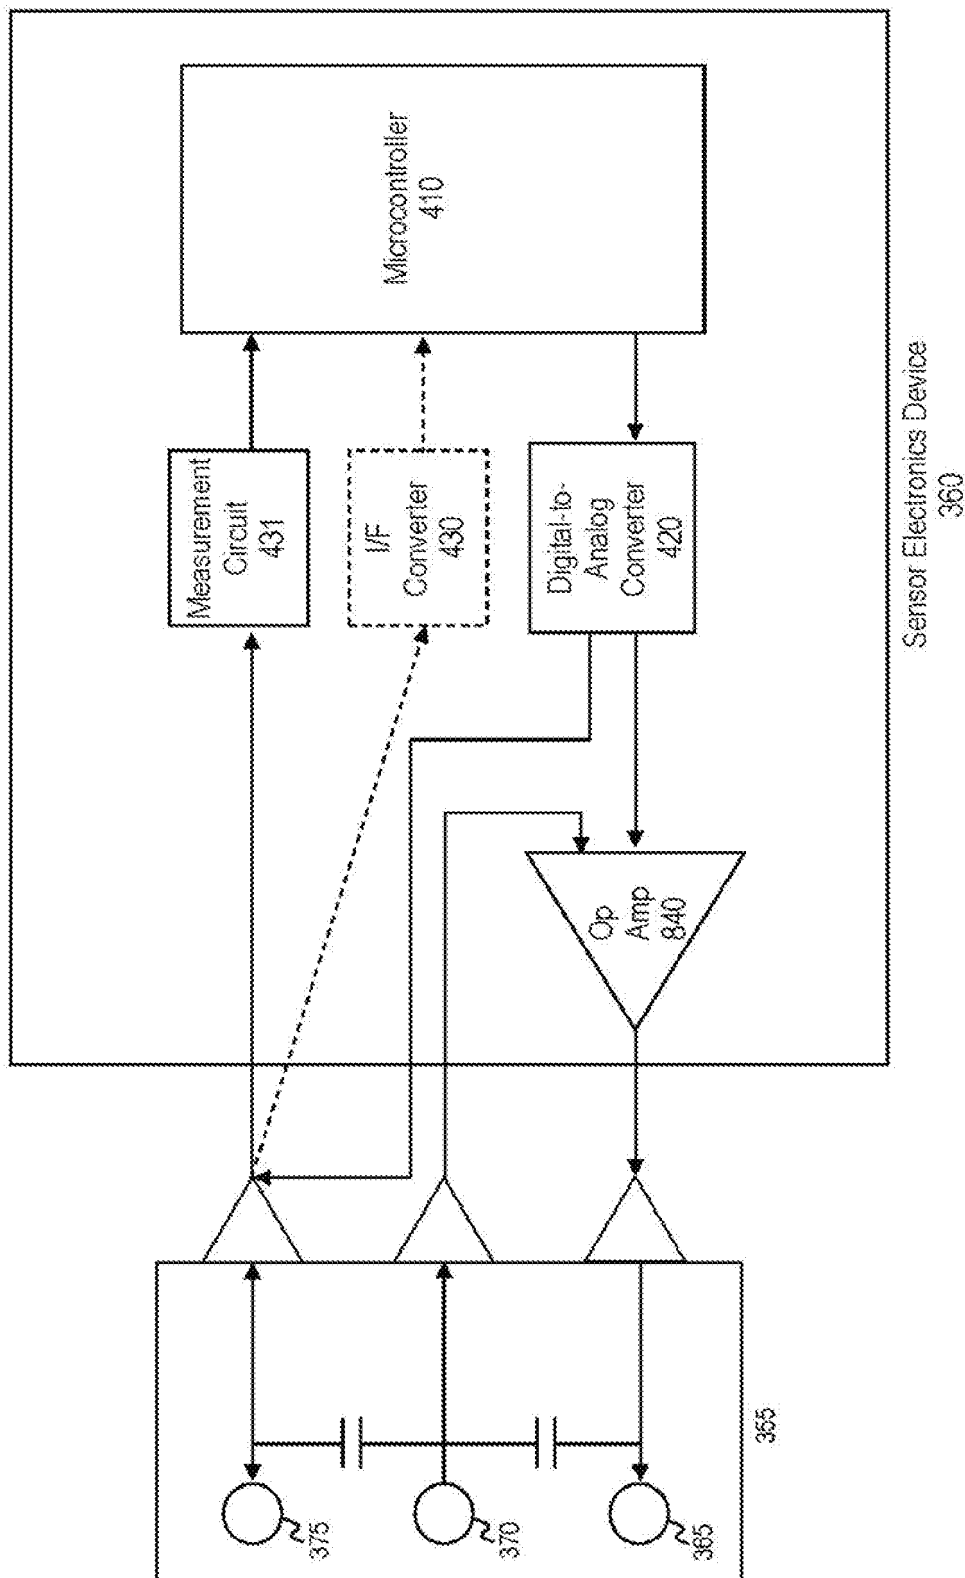 Microcontroller
410
Measurement
Circuit
431
I/F
Converter
430
Digital-to-
Analog
Converter
420
Op
Amp
840
Sensor Electronics Device
360
375
370
365
355